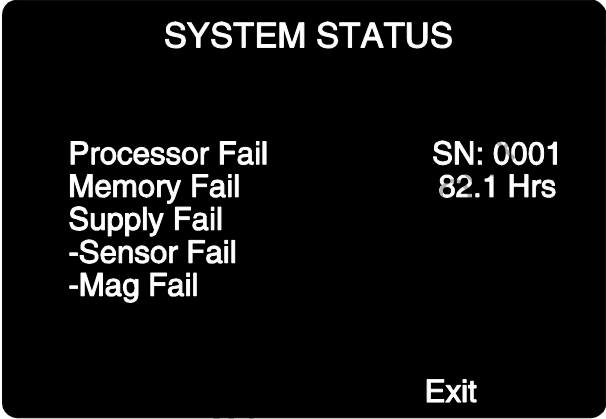 SYSTEM STATUS
Processor Fail SN: 0001
Memory Fail 82.1 Hrs
Supply Fail
-Sensor Fail
-Mag Fail
Exit